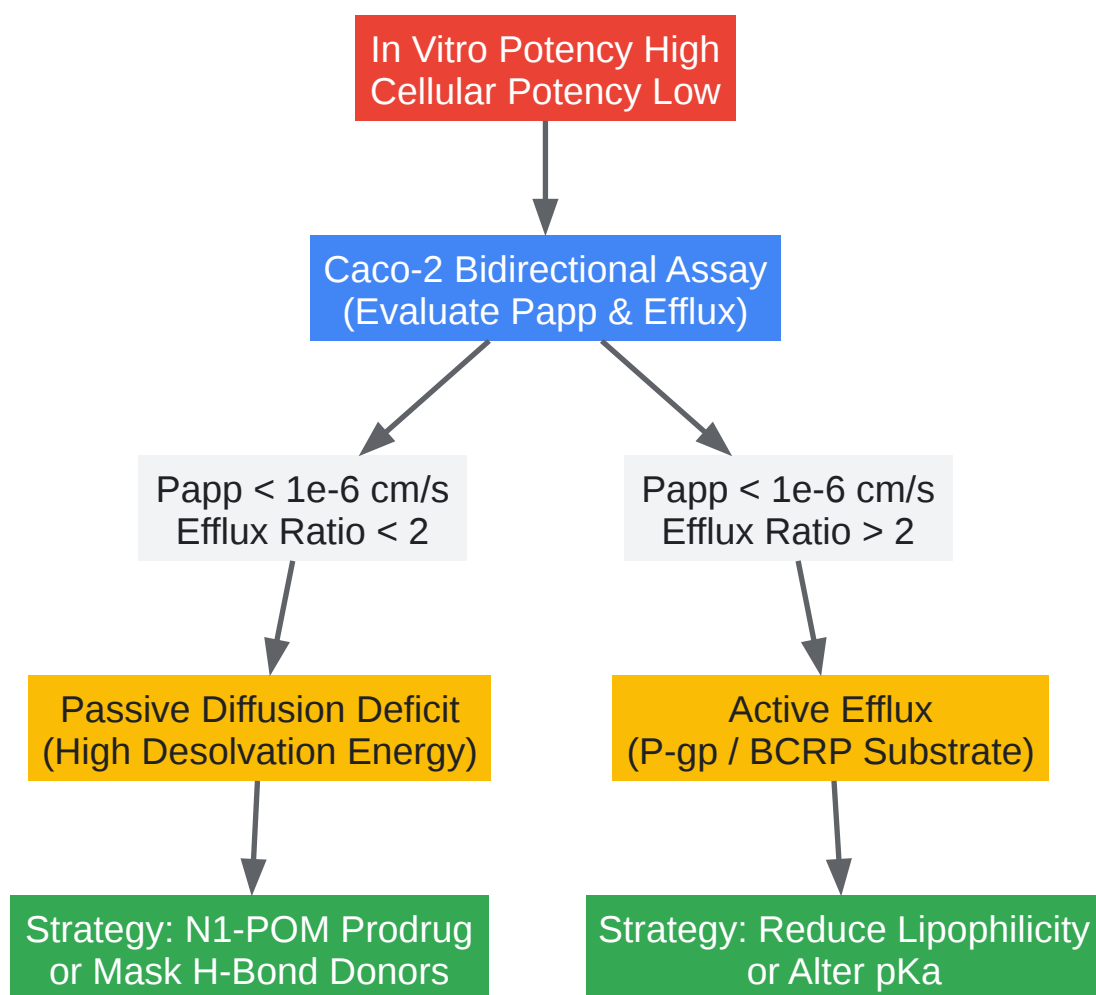 In Vitro Potency High
Cellular Potency Low
Caco-2 Bidirectional Assay
(Evaluate Papp & Efflux)
Papp < 1e-6 cm/s
Efflux Ratio < 2
Papp < 1e-6 cm/s
Efflux Ratio > 2
Passive Diffusion Deficit
(High Desolvation Energy)
Active Efflux
(P-gp / BCRP Substrate)
Strategy: N1-POM Prodrug
or Mask H-Bond Donors
Strategy: Reduce Lipophilicity
or Alter pKa